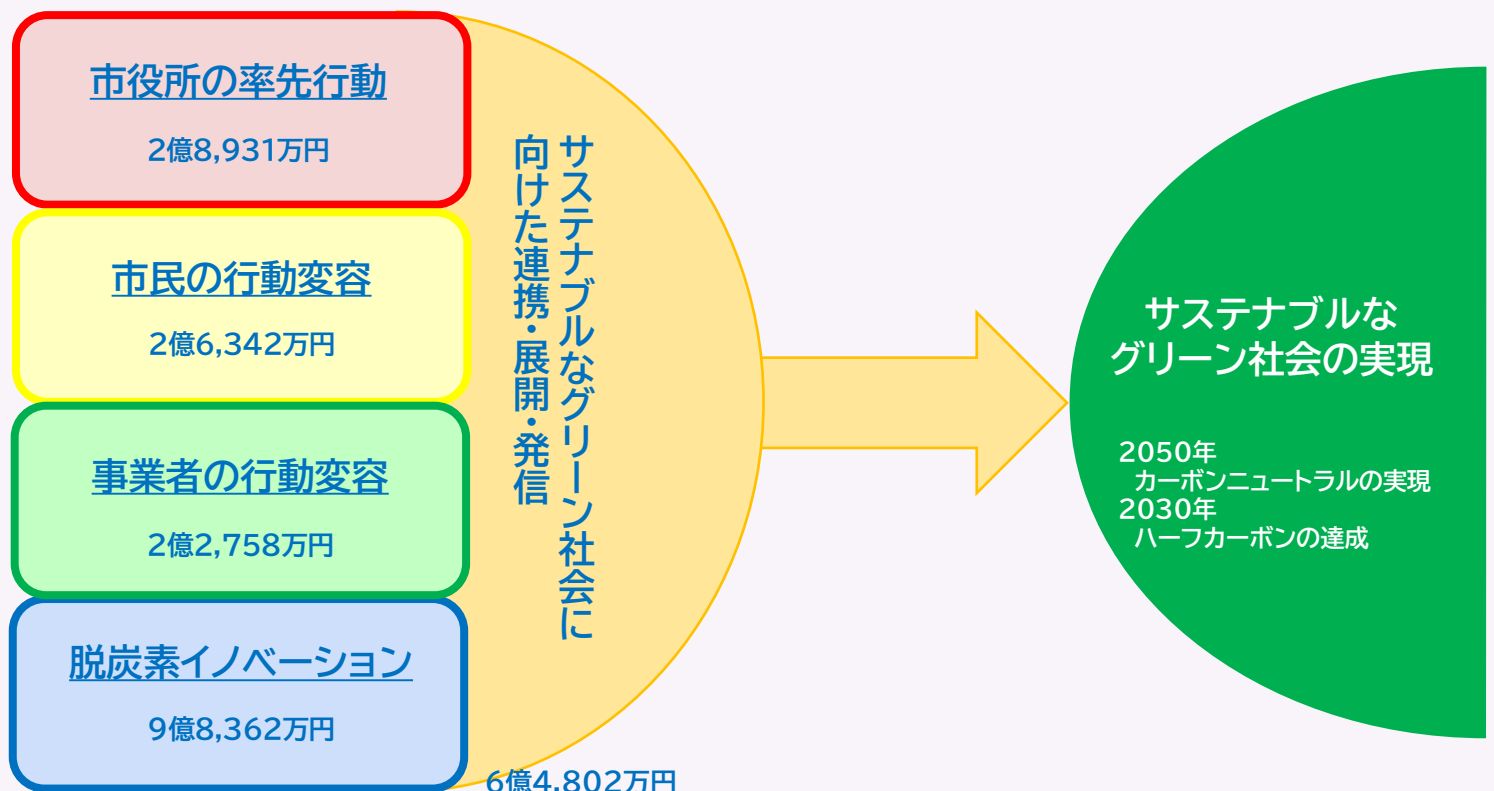 市役所の率先行動
2億8,931万円
市民の行動変容
2億6,342万円
事業者の行動変容
2億2,758万円
脱炭素イノベーション
9億8,362万円
サステナブルなグリーン社会に
向けた連携・展開・発信
6億4,802万円
サステナブルな
グリーン社会の実現
2050年
カーボンニュートラルの実現
2030年
ハーフカーボンの達成